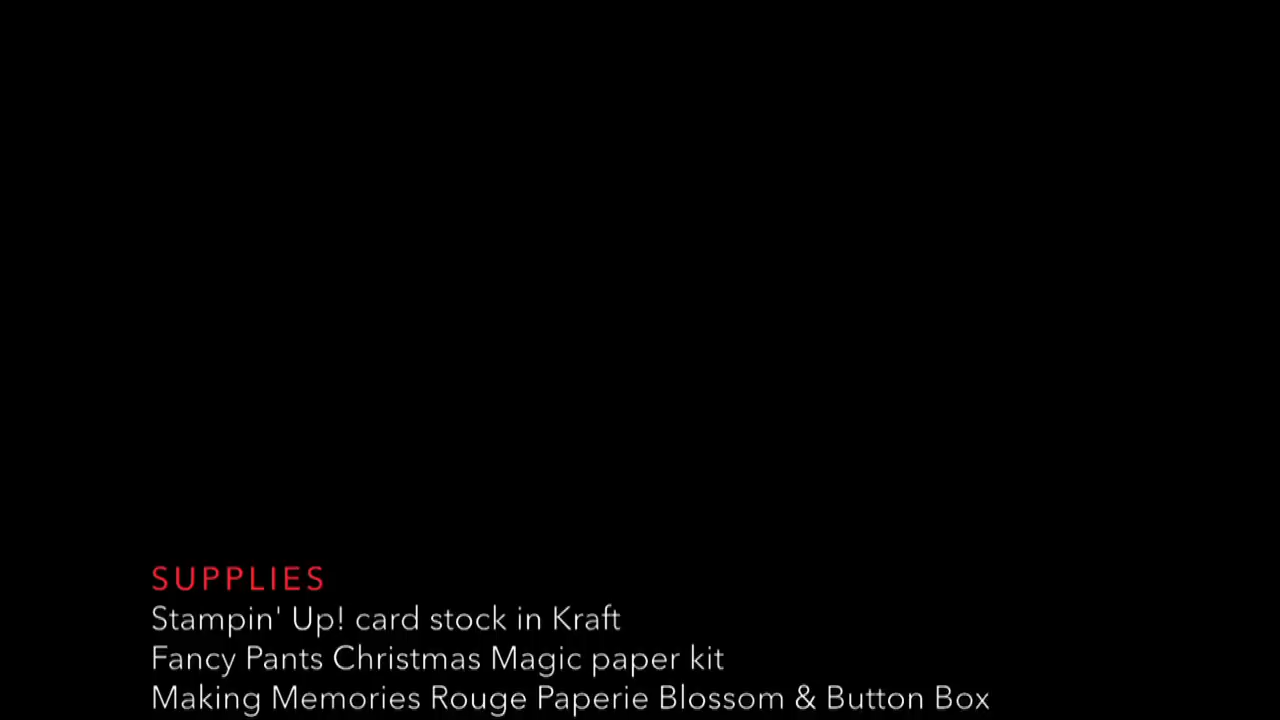 SUPPLIES
Stampin' Up! card stock in Kraft
Fancy Pants Christmas Magic paper kit
Making Memories Rouge Paperie Blossom & Button Box